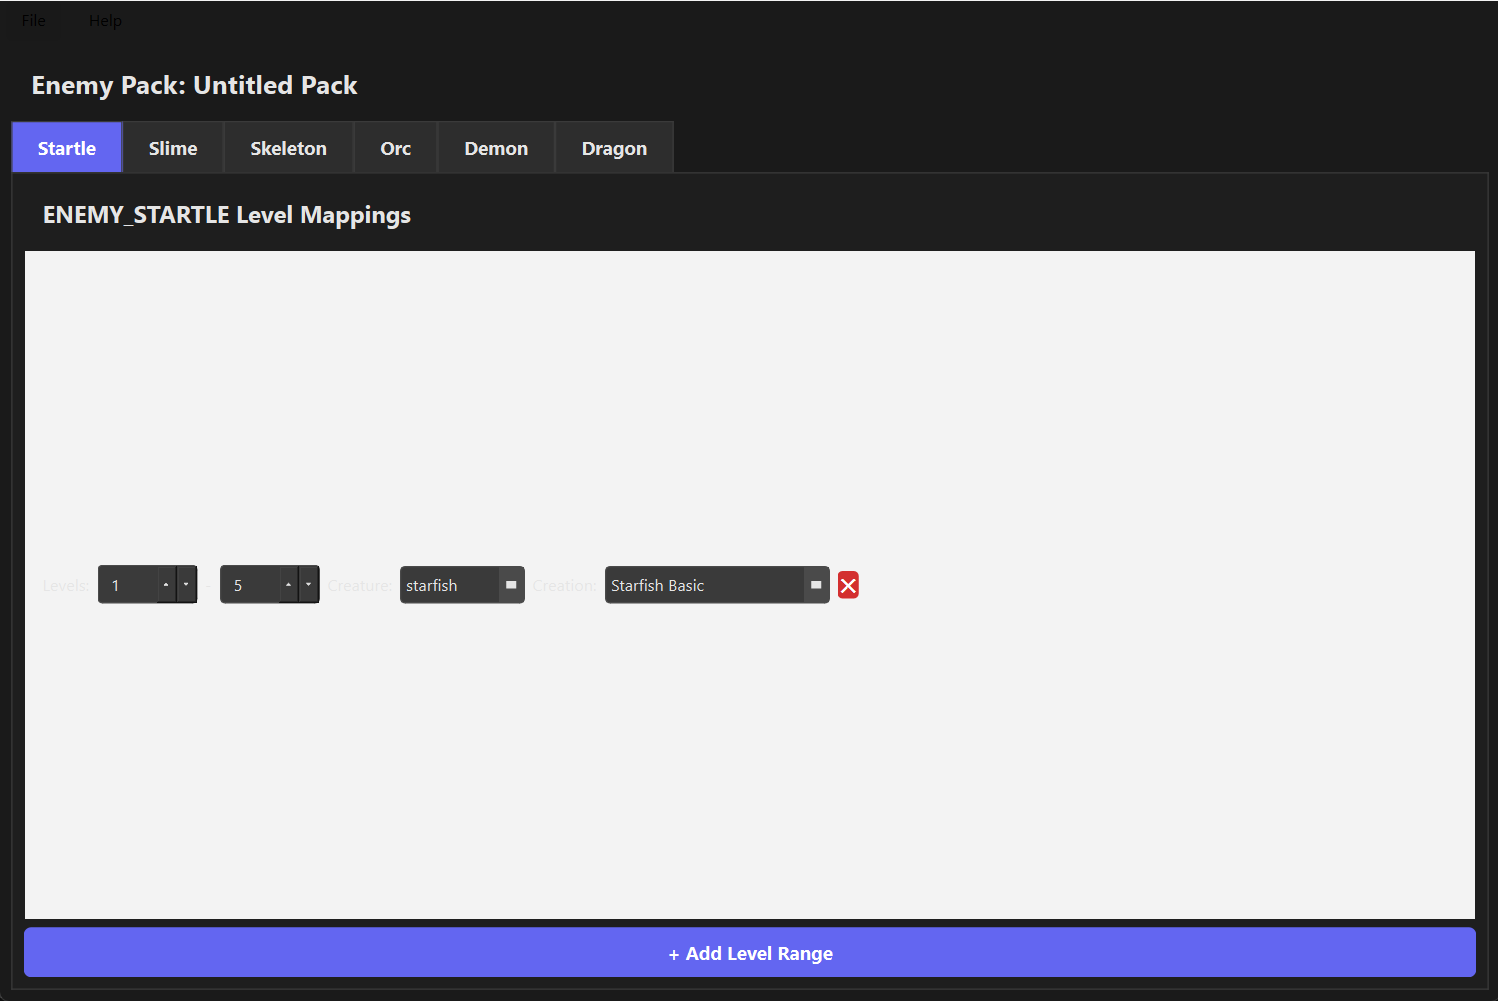 File Help
Enemy Pack: Untitled Pack
Startle Slime Skeleton Orc Demon Dragon
ENEMY_STARTLE Level Mappings
Levels: 1 - 5 Creature: starfish Creation: Starfish Basic
+ Add Level Range